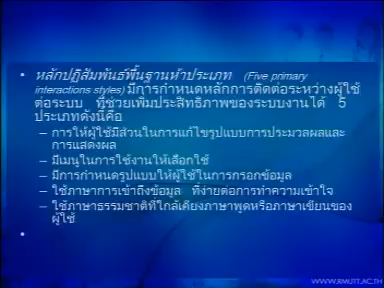 • หลักปฏิสัมพันธ์พื้นฐานห้าประเภท (Five primary
interactions styles) มีการกำหนดหลักการติดต่อระหว่างผู้ใช้
ต่อระบบ ที่ช่วยเพิ่มประสิทธิภาพของระบบงานได้ 5
ประเภทดังนี้คือ
– การให้ผู้ใช้มีส่วนในการแก้ไขรูปแบบการประมวลผลและ
การแสดงผล
– มีเมนูในการใช้งานให้เลือกใช้
– มีการกำหนดรูปแบบให้ผู้ใช้ในการกรอกข้อมูล
– ใช้ภาษาการเข้าถึงข้อมูล ที่ง่ายต่อการทำความเข้าใจ
– ใช้ภาษาธรรมชาติที่ใกล้เคียงภาษาพูดหรือภาษาเขียนของ
ผู้ใช้
•
WWW.RMUTT.AC.TH